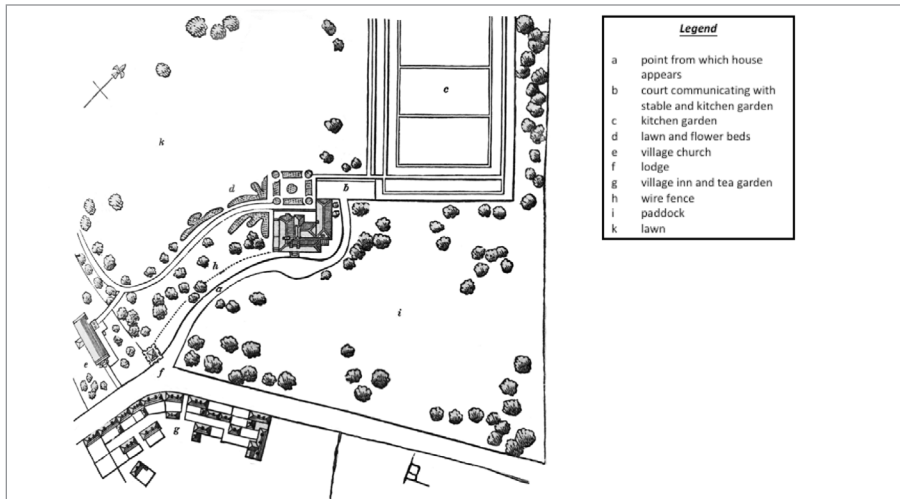 c
k
d
b
h
a
i
e
f
g
Legend
a point from which house
appears
b court communicating with
stable and kitchen garden
c kitchen garden
d lawn and flower beds
e village church
f lodge
g village inn and tea garden
h wire fence
i paddock
k lawn